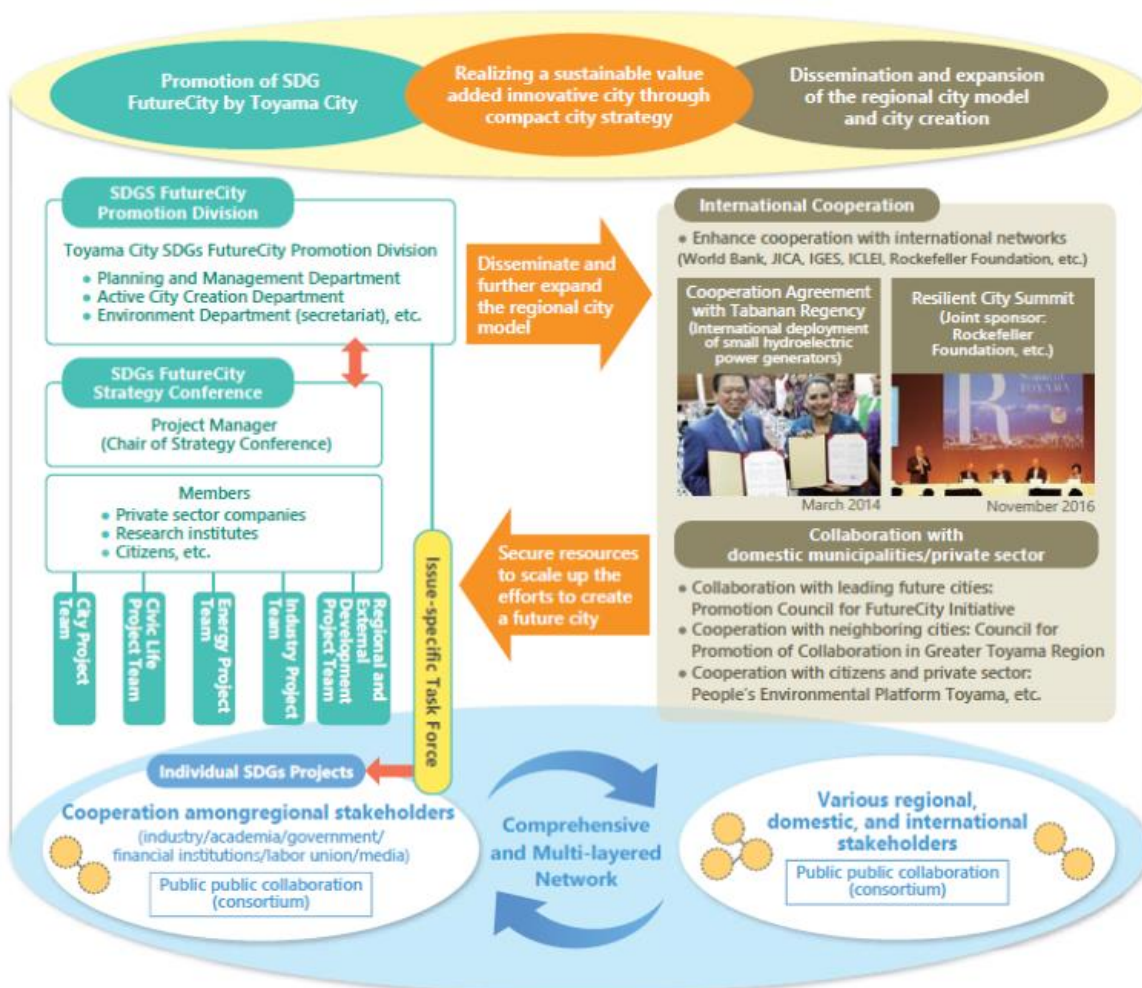 Promotion of SDG
FutureCity by Toyama City
Realizing a sustainable value
added innovative city through
compact city strategy
Dissemination and expansion
of the regional city model
and city creation
SDGS FutureCity
Promotion Division
Toyama City SDGs FutureCity Promotion Division
• Planning and Management Department
• Active City Creation Department
• Environment Department (secretariat), etc.
SDGs FutureCity
Strategy Conference
Project Manager
(Chair of Strategy Conference)
Members
• Private sector companies
• Research institutes
• Citizens, etc.
City Project
Team
Civic Life
Project Team
Energy Project
Team
Industry Project
Team
Regional and
External
Development
Project Team
Issue-specific Task Force
Disseminate and
further expand
the regional city
model
Secure resources
to scale up the
efforts to create
a future city
International Cooperation
• Enhance cooperation with international networks
(World Bank, JICA, IGES, ICLEI, Rockefeller Foundation, etc.)
Cooperation Agreement
with Tabanan Regency
(International deployment
of small hydroelectric
power generators)
March 2014
Resilient City Summit
(Joint sponsor:
Rockefeller
Foundation, etc.)
R
TOYAMA
November 2016
Collaboration with
domestic municipalities/private sector
• Collaboration with leading future cities:
Promotion Council for FutureCity Initiative
• Cooperation with neighboring cities: Council for
Promotion of Collaboration in Greater Toyama Region
• Cooperation with citizens and private sector:
People's Environmental Platform Toyama, etc.
Individual SDGs Projects
Cooperation amongregional stakeholders
(industry/academia/government/
financial institutions/labor union/media)
Public public collaboration
(consortium)
Comprehensive
and Multi-layered
Network
Various regional,
domestic, and international
stakeholders
Public public collaboration
(consortium)